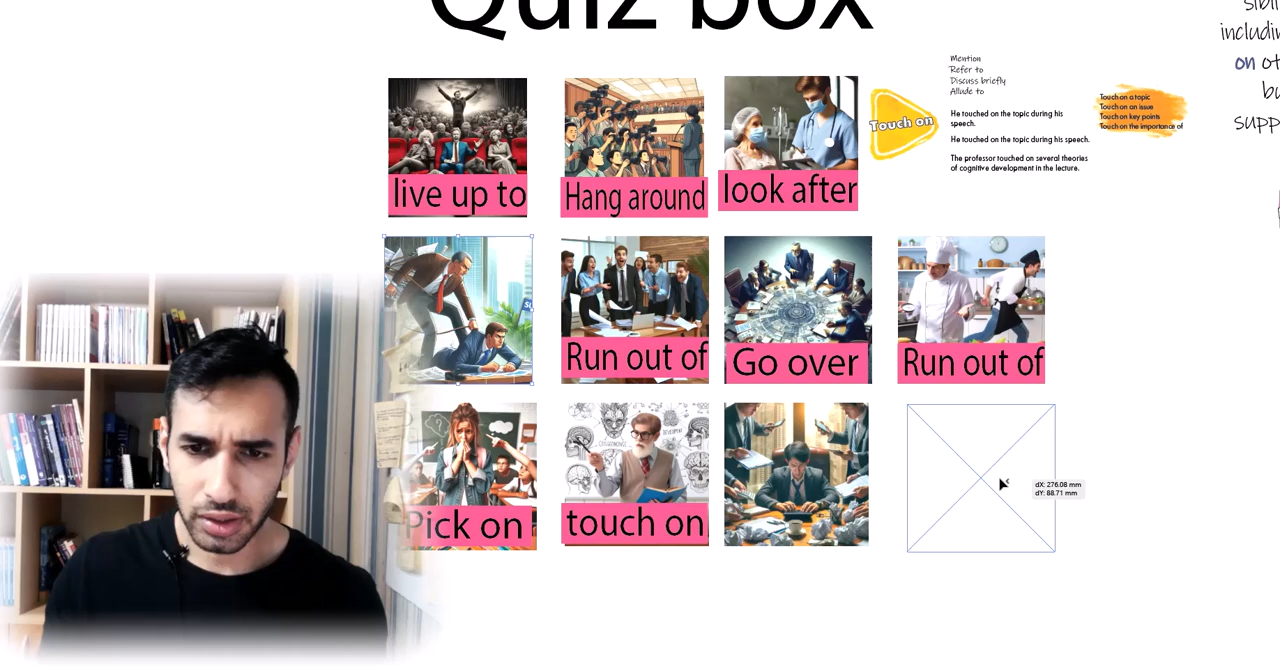 Quiz box
sibli
includin
on ot
bu
supp
Mention
Refer to
Discuss briefly
Allude to
Touch on
He touched on the topic during his
speech.
He touched on the topic during his speech.
The professor touched on several theories
of cognitive development in the lecture.
Touch on a topic
Touch on an issue
Touch on key points
Touch on the importance of
live up to
Hang around
look after
Run out of
Go over
Run out of
Pick on
touch on
dX: 276.08 mm
dY: 88.71 mm